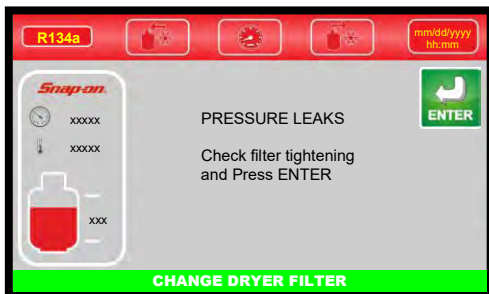 R134a
mm/dd/yyyy
hh:mm
Snap-on
xxxxx
xxxxx
xxx
PRESSURE LEAKS
Check filter tightening
and Press ENTER
ENTER
CHANGE DRYER FILTER